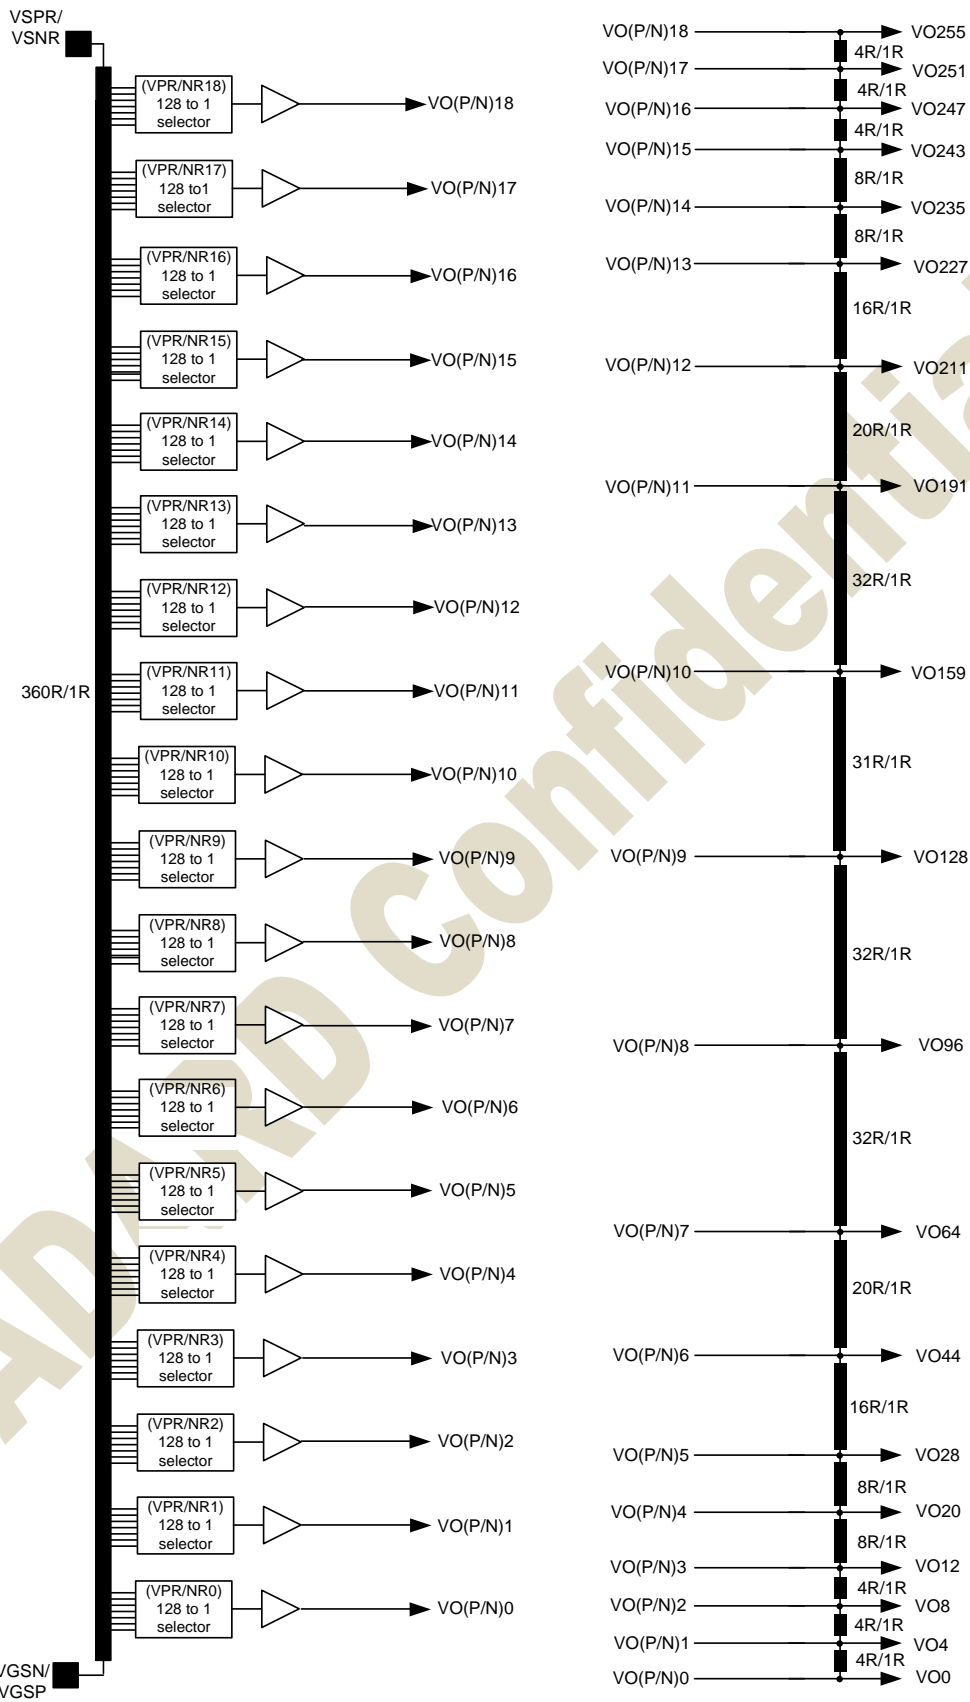 VSPR/
VSNR
(VPR/NR18)
128 to 1
selector
VO(P/N)18
(VPR/NR17)
128 to1
selector
VO(P/N)17
(VPR/NR16)
128 to 1
selector
VO(P/N)16
(VPR/NR15)
128 to 1
selector
VO(P/N)15
(VPR/NR14)
128 to 1
selector
VO(P/N)14
(VPR/NR13)
128 to 1
selector
VO(P/N)13
(VPR/NR12)
128 to 1
selector
VO(P/N)12
360R/1R
(VPR/NR11)
128 to 1
selector
VO(P/N)11
(VPR/NR10)
128 to 1
selector
VO(P/N)10
(VPR/NR9)
128 to 1
selector
VO(P/N)9
(VPR/NR8)
128 to 1
selector
VO(P/N)8
(VPR/NR7)
128 to 1
selector
VO(P/N)7
(VPR/NR6)
128 to 1
selector
VO(P/N)6
(VPR/NR5)
128 to 1
selector
VO(P/N)5
(VPR/NR4)
128 to 1
selector
VO(P/N)4
(VPR/NR3)
128 to 1
selector
VO(P/N)3
(VPR/NR2)
128 to 1
selector
VO(P/N)2
(VPR/NR1)
128 to 1
selector
VO(P/N)1
(VPR/NR0)
128 to 1
selector
VO(P/N)0
VGSN/
VGSP
VO(P/N)18 VO255
4R/1R
VO(P/N)17 VO251
4R/1R
VO(P/N)16 VO247
4R/1R
VO(P/N)15 VO243
8R/1R
VO(P/N)14 VO235
8R/1R
VO(P/N)13 VO227
16R/1R
VO(P/N)12 VO211
20R/1R
VO(P/N)11 VO191
32R/1R
VO(P/N)10 VO159
31R/1R
VO(P/N)9 VO128
32R/1R
VO(P/N)8 VO96
32R/1R
VO(P/N)7 VO64
20R/1R
VO(P/N)6 VO44
16R/1R
VO(P/N)5 VO28
8R/1R
VO(P/N)4 VO20
8R/1R
VO(P/N)3 VO12
4R/1R
VO(P/N)2 VO8
4R/1R
VO(P/N)1 VO4
4R/1R
VO(P/N)0 VO0
ADARD Confidential